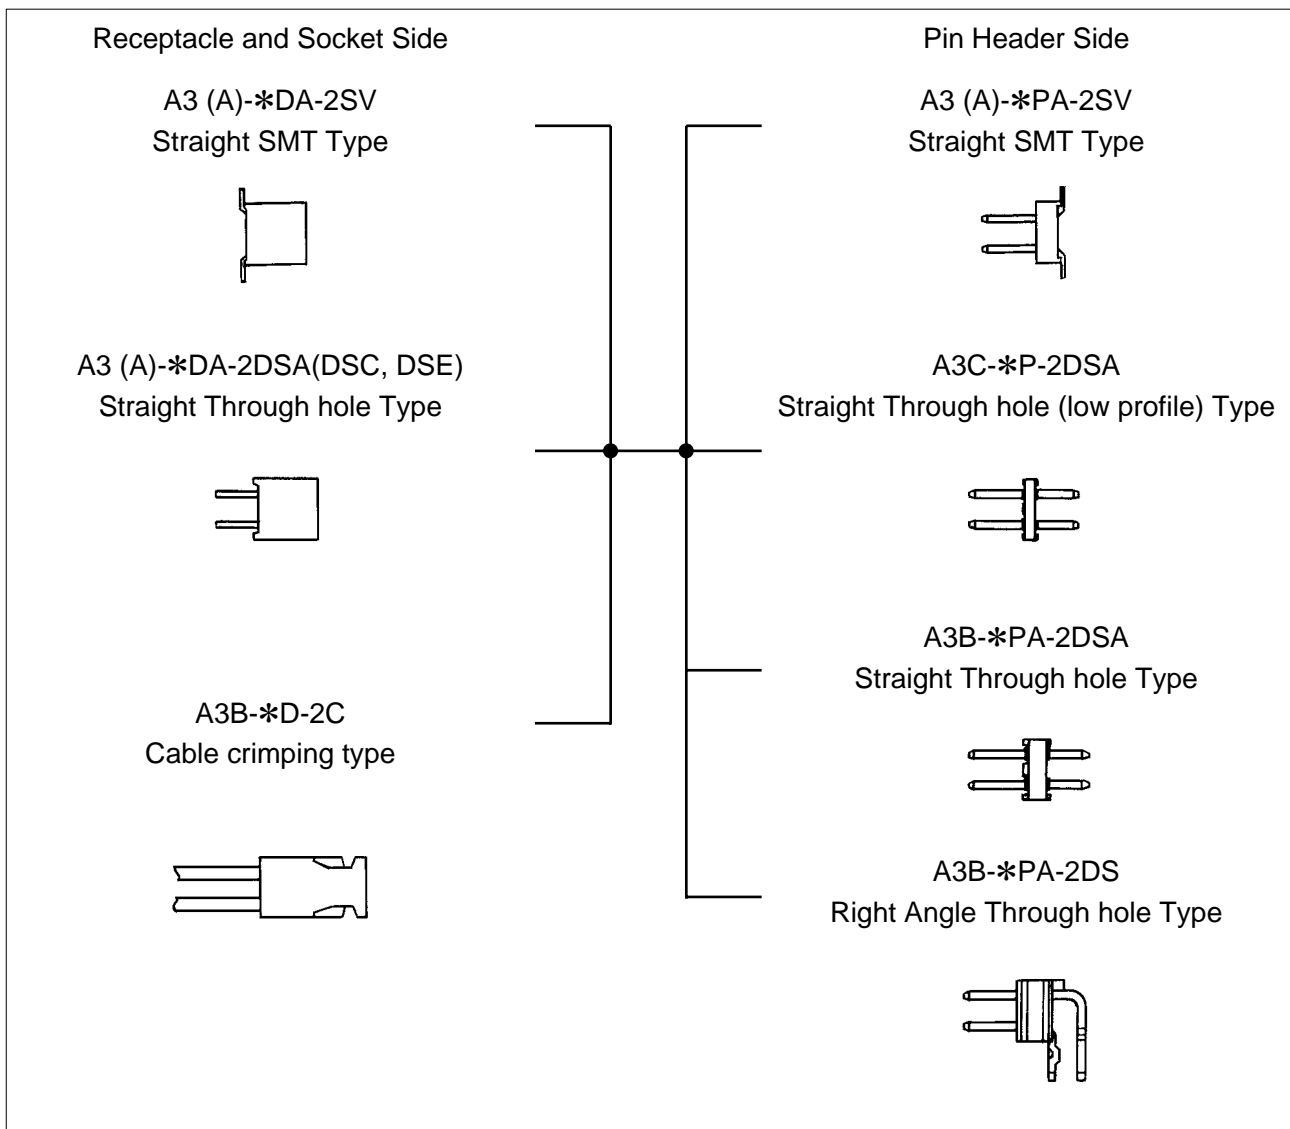 Receptacle and Socket Side
A3 (A)-✻DA-2SV
Straight SMT Type
A3 (A)-✻DA-2DSA(DSC, DSE)
Straight Through hole Type
A3B-✻D-2C
Cable crimping type
Pin Header Side
A3 (A)-✻PA-2SV
Straight SMT Type
A3C-✻P-2DSA
Straight Through hole (low profile) Type
A3B-✻PA-2DSA
Straight Through hole Type
A3B-✻PA-2DS
Right Angle Through hole Type